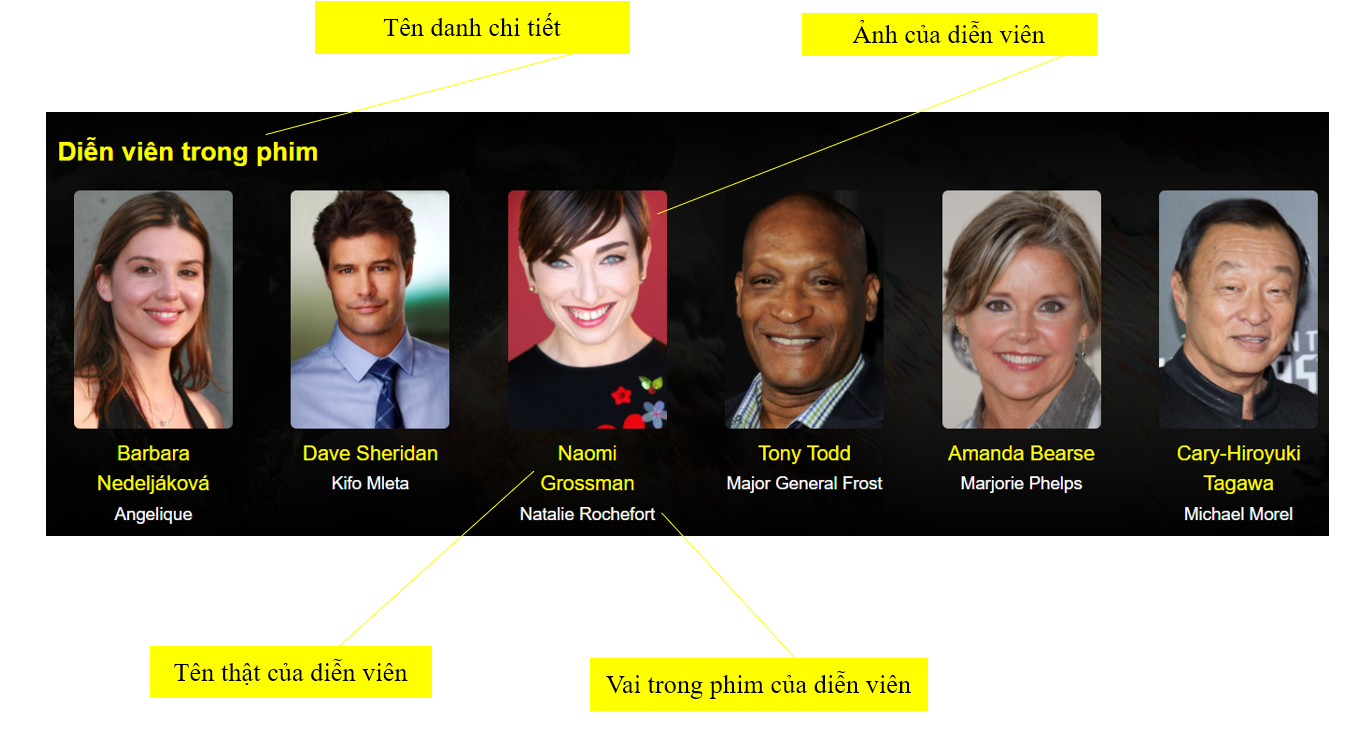 Tên danh chi tiết
Ảnh của diễn viên
Diễn viên trong phim
Barbara
Nedeljáková
Angelique
Dave Sheridan
Kifo Mleta
Naomi
Grossman
Natalie Rochefort
Tony Todd
Major General Frost
Amanda Bearse
Marjorie Phelps
Cary-Hiroyuki
Tagawa
Michael Morel
Tên thật của diễn viên
Vai trong phim của diễn viên